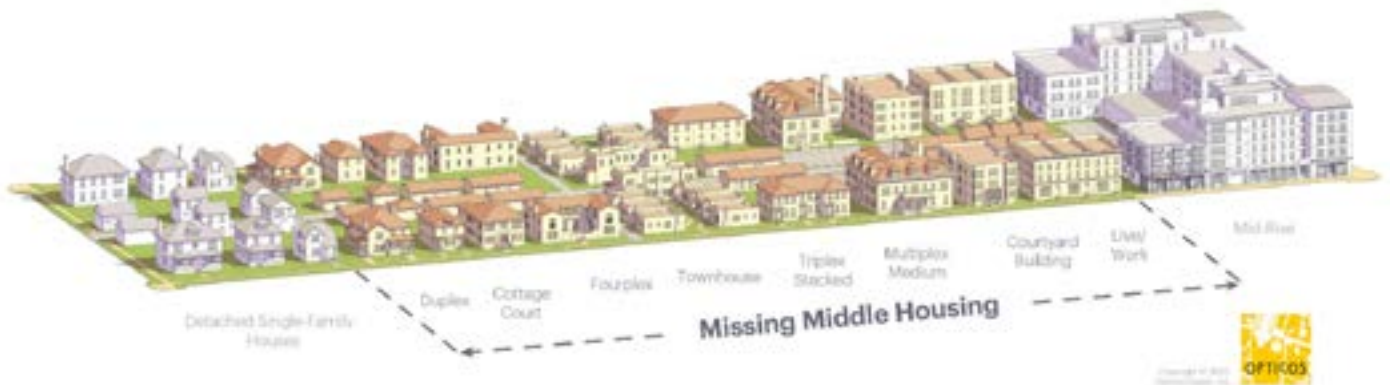 Detached Single-Family
Houses
Duplex
Cottage
Court
Fourplex
Townhouse
Triplex
Stacked
Multiplex
Medium
Courtyard
Building
Live/
Work
Mid-Rise
Missing Middle Housing
OPTICOS